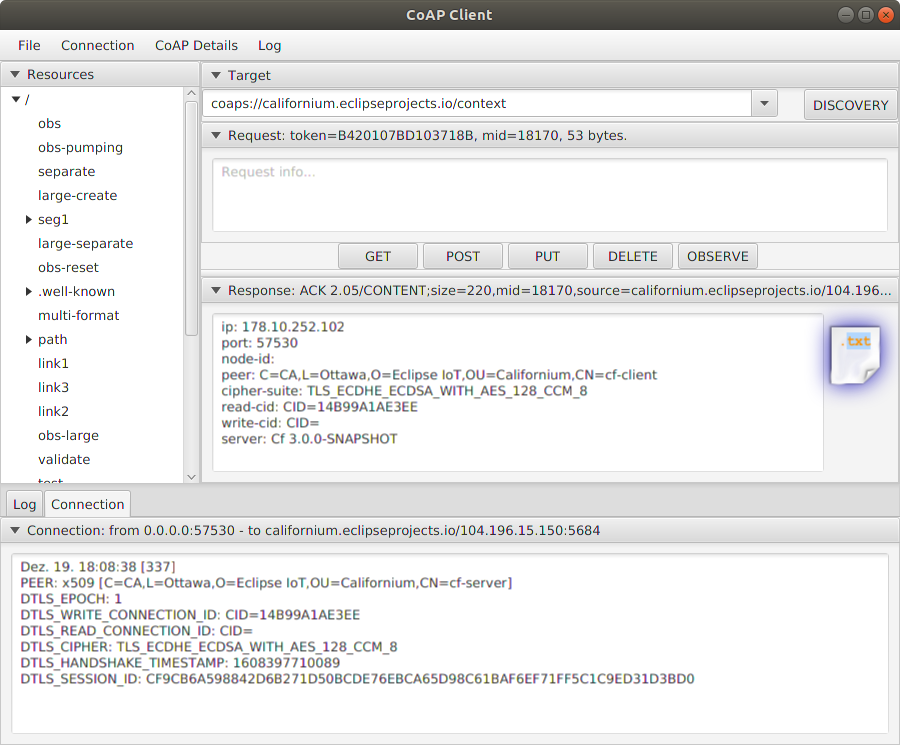 CoAP Client
File Connection CoAP Details Log
Resources
/
obs
obs-pumping
separate
large-create
seg1
large-separate
obs-reset
.well-known
multi-format
path
link1
link3
link2
obs-large
validate
test
Target
coaps://californium.eclipseprojects.io/context
DISCOVERY
Request: token=B420107BD103718B, mid=18170, 53 bytes.
Request info...
GET POST PUT DELETE OBSERVE
Response: ACK 2.05/CONTENT;size=220,mid=18170,source=californium.eclipseprojects.io/104.196...
ip: 178.10.252.102
port: 57530
node-id:
peer: C=CA,L=Ottawa,O=Eclipse IoT,OU=Californium,CN=cf-client
cipher-suite: TLS_ECDHE_ECDSA_WITH_AES_128_CCM_8
read-cid: CID=14B99A1AE3EE
write-cid: CID=
server: Cf 3.0.0-SNAPSHOT
.txt
Log Connection
Connection: from 0.0.0.0:57530 - to californium.eclipseprojects.io/104.196.15.150:5684
Dez. 19. 18:08:38 [337]
PEER: x509 [C=CA,L=Ottawa,O=Eclipse IoT,OU=Californium,CN=cf-server]
DTLS_EPOCH: 1
DTLS_WRITE_CONNECTION_ID: CID=14B99A1AE3EE
DTLS_READ_CONNECTION_ID: CID=
DTLS_CIPHER: TLS_ECDHE_ECDSA_WITH_AES_128_CCM_8
DTLS_HANDSHAKE_TIMESTAMP: 1608397710089
DTLS_SESSION_ID: CF9CB6A598842D6B271D50BCDE76EBCA65D98C61BAF6EF71FF5C1C9ED31D3BD0